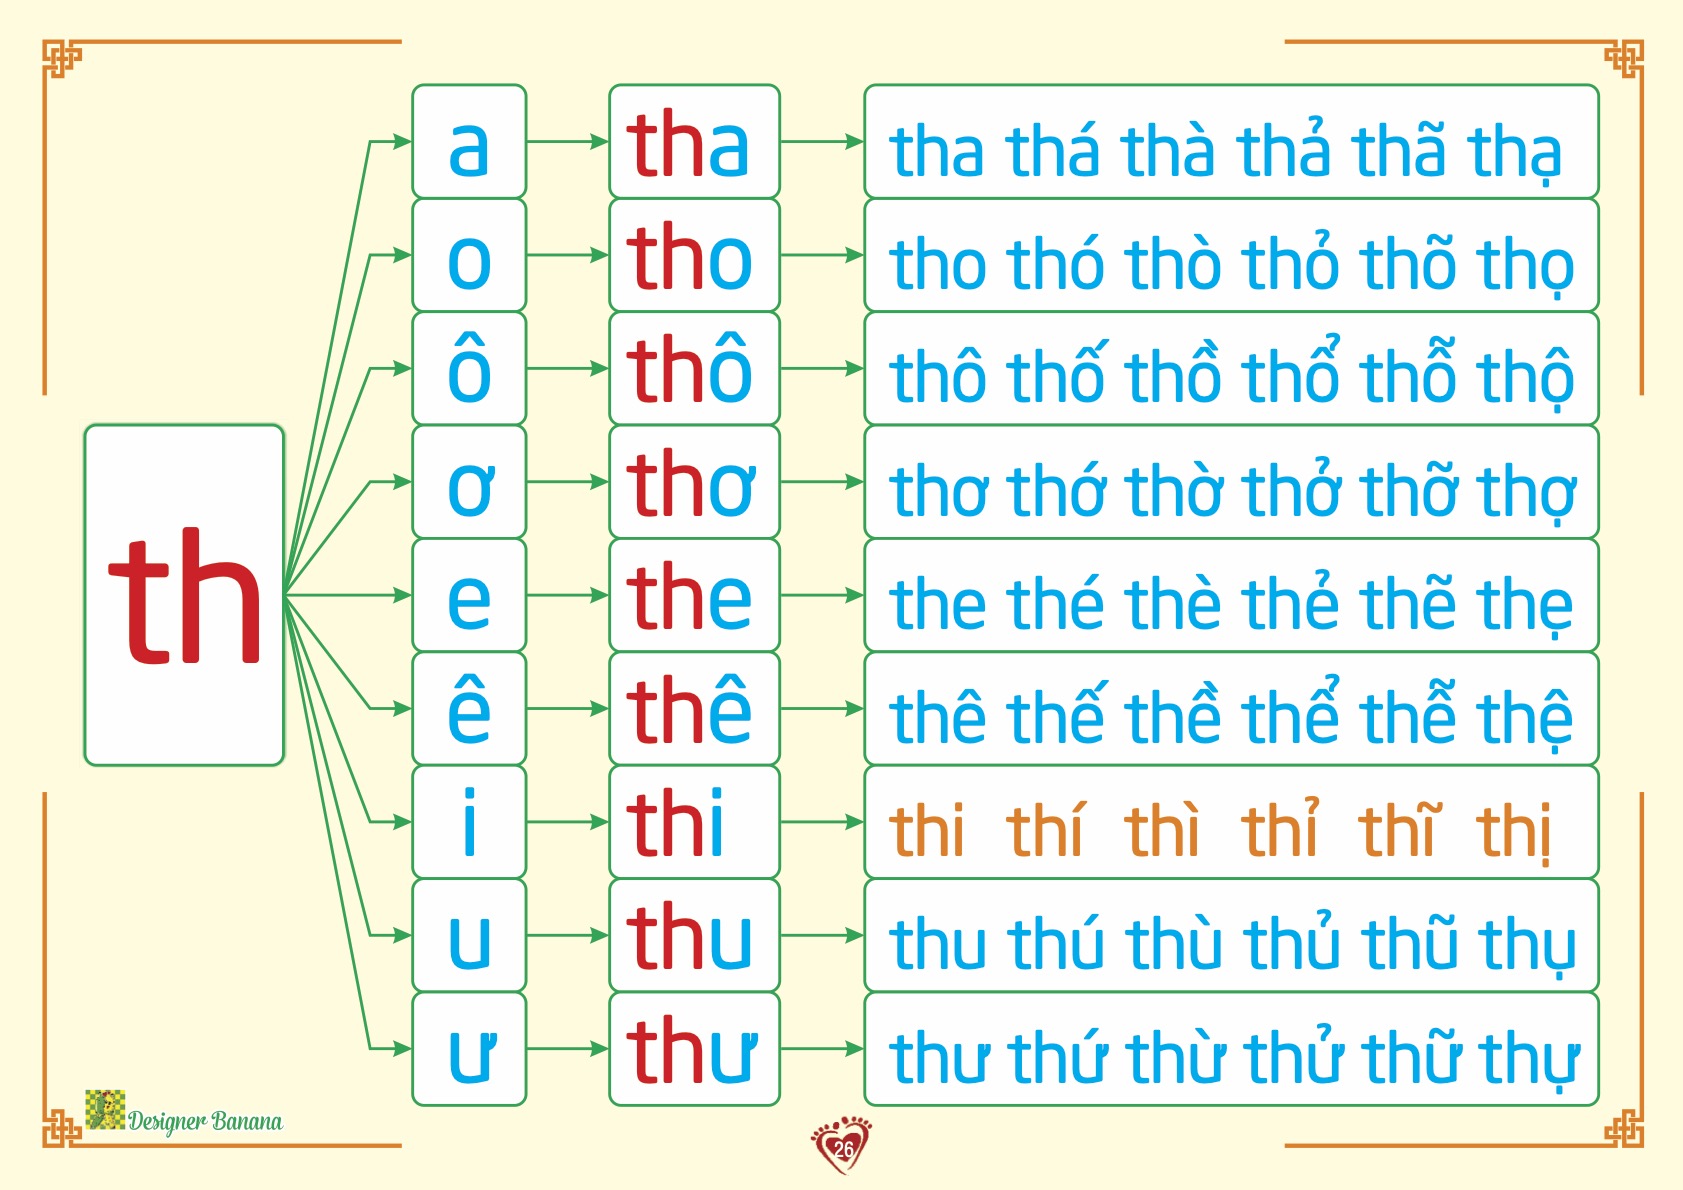 a tha tha thá thà thả thã thạ
o tho tho thó thò thỏ thõ thọ
ô thô thô thố thồ thổ thỗ thộ
ơ thơ thơ thớ thờ thở thỡ thợ
th e the the thé thè thẻ thẽ thẹ
ê thê thê thế thề thể thễ thệ
i thi thi thí thì thỉ thĩ thị
u thu thu thú thù thủ thũ thụ
ư thư thư thứ thừ thử thữ thự
Designer Banana
26